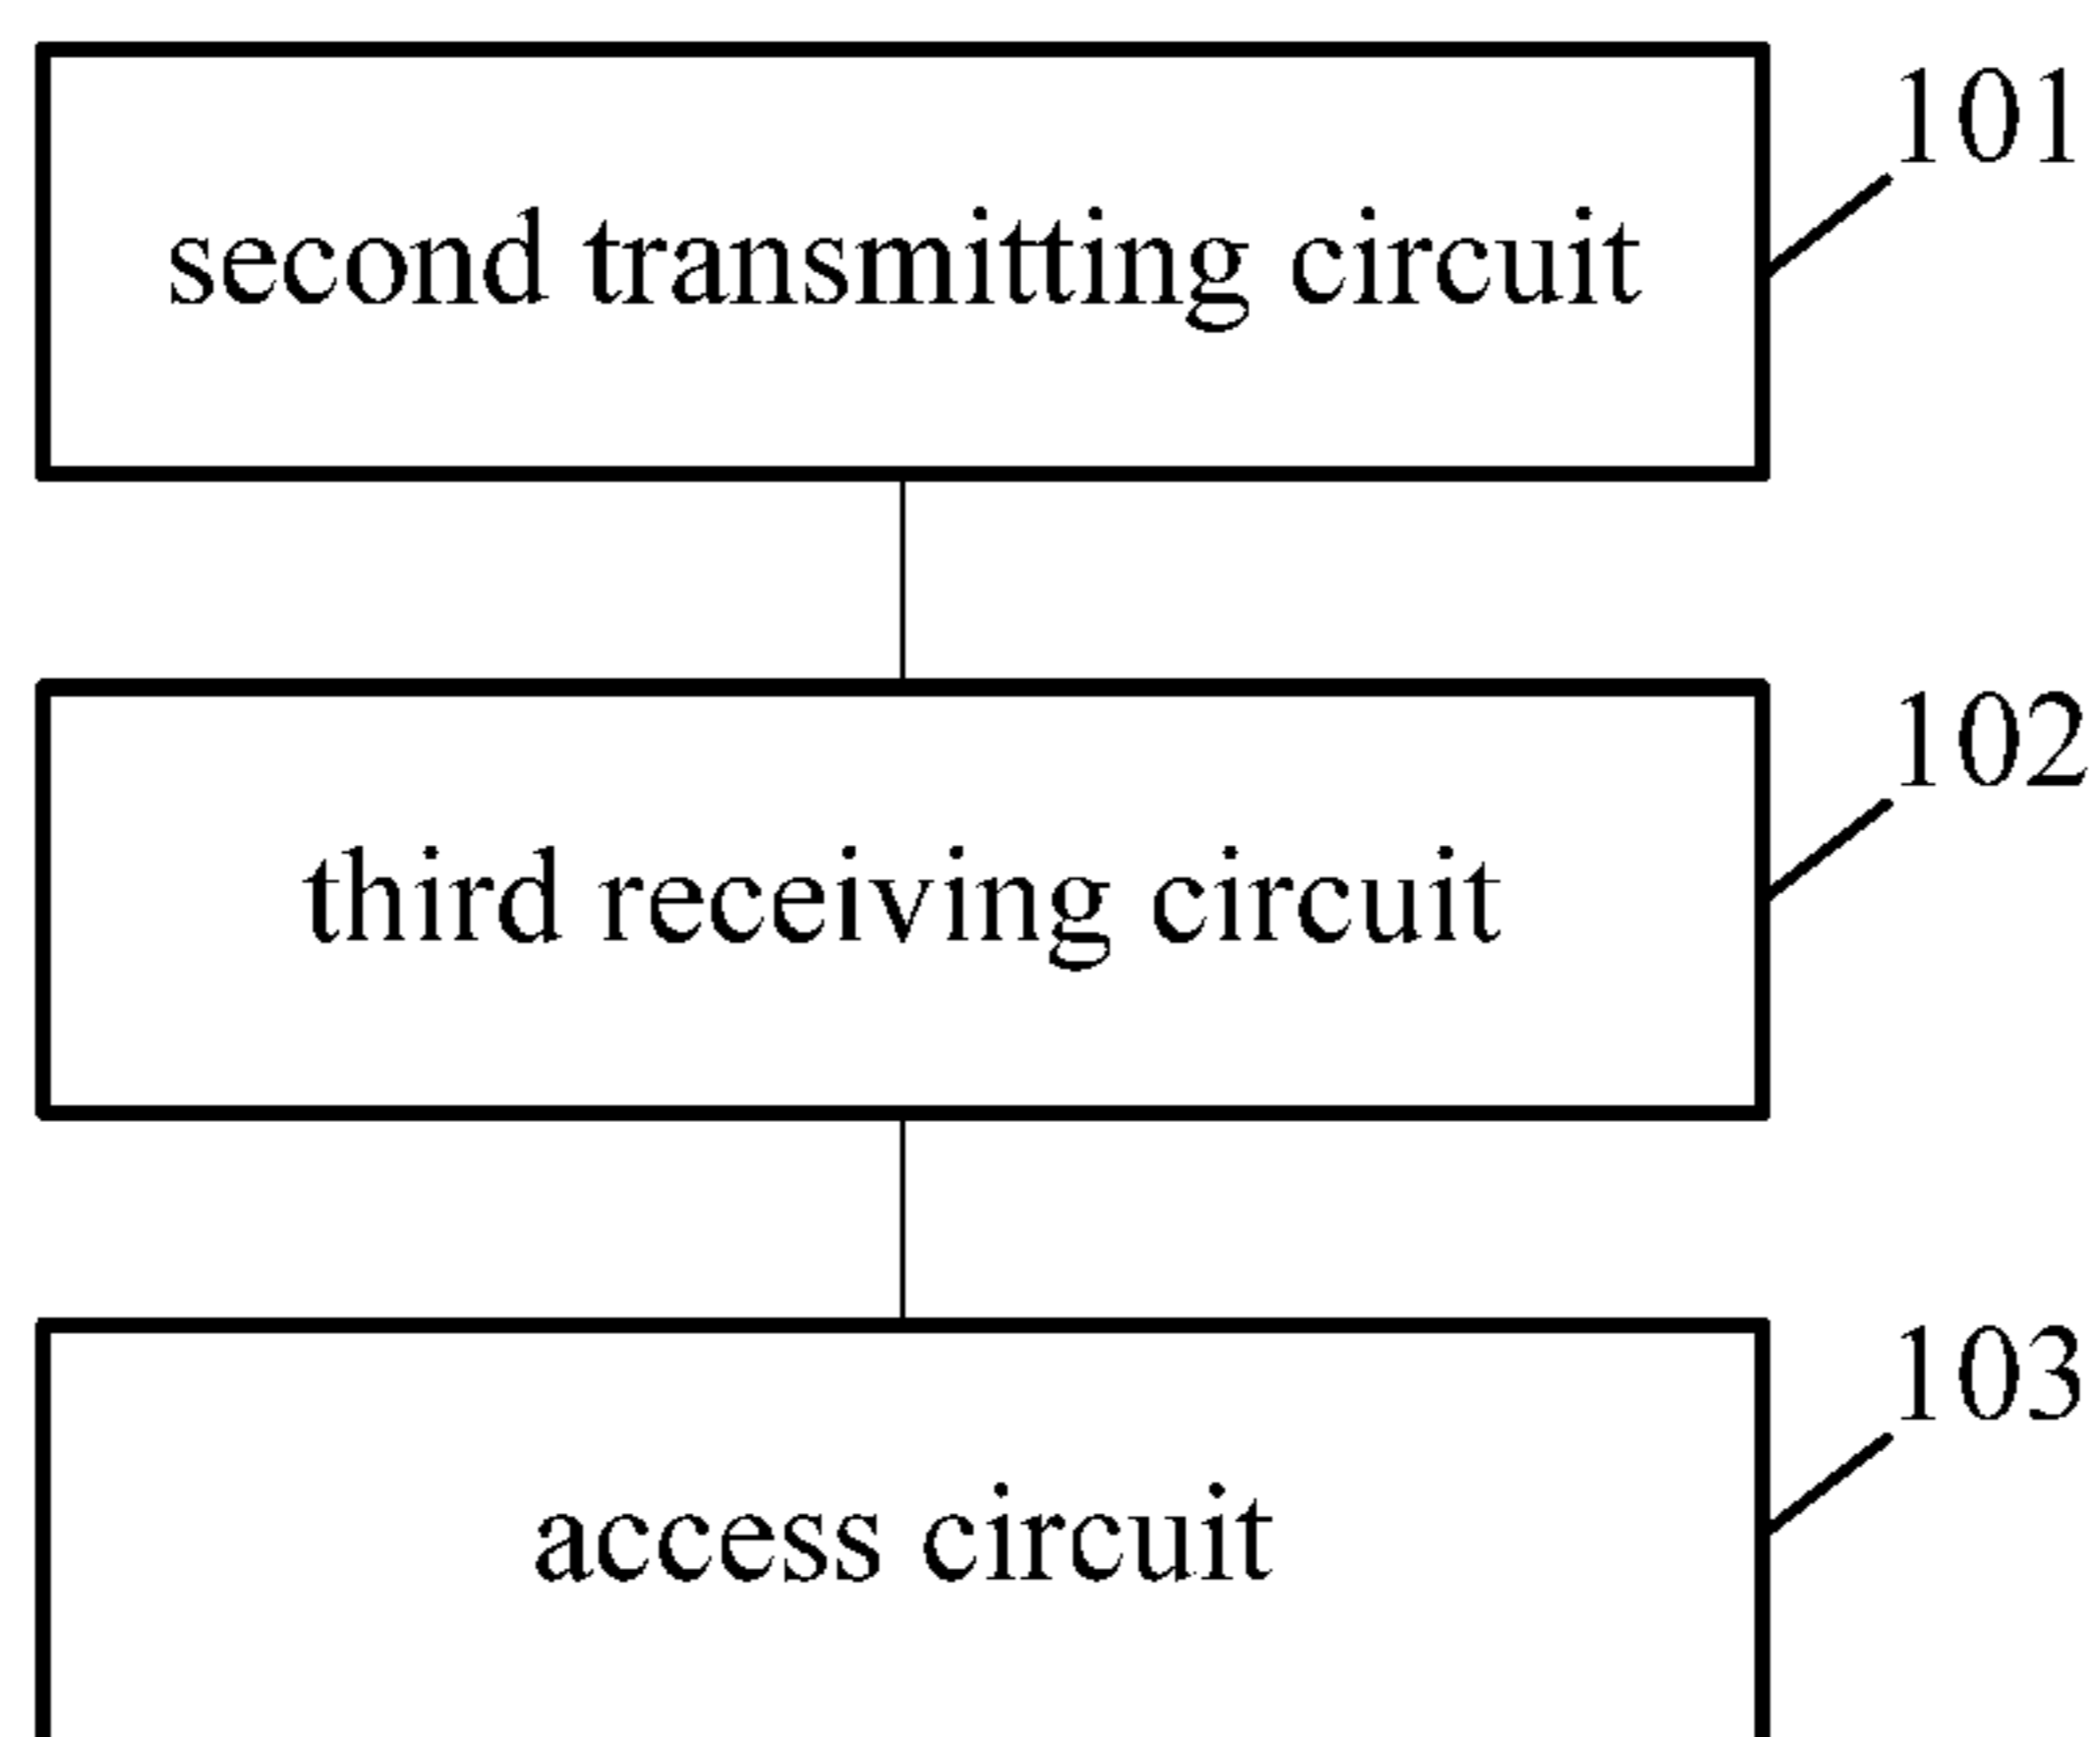 101
second transmitting circuit
102
third receiving circuit
103
access circuit